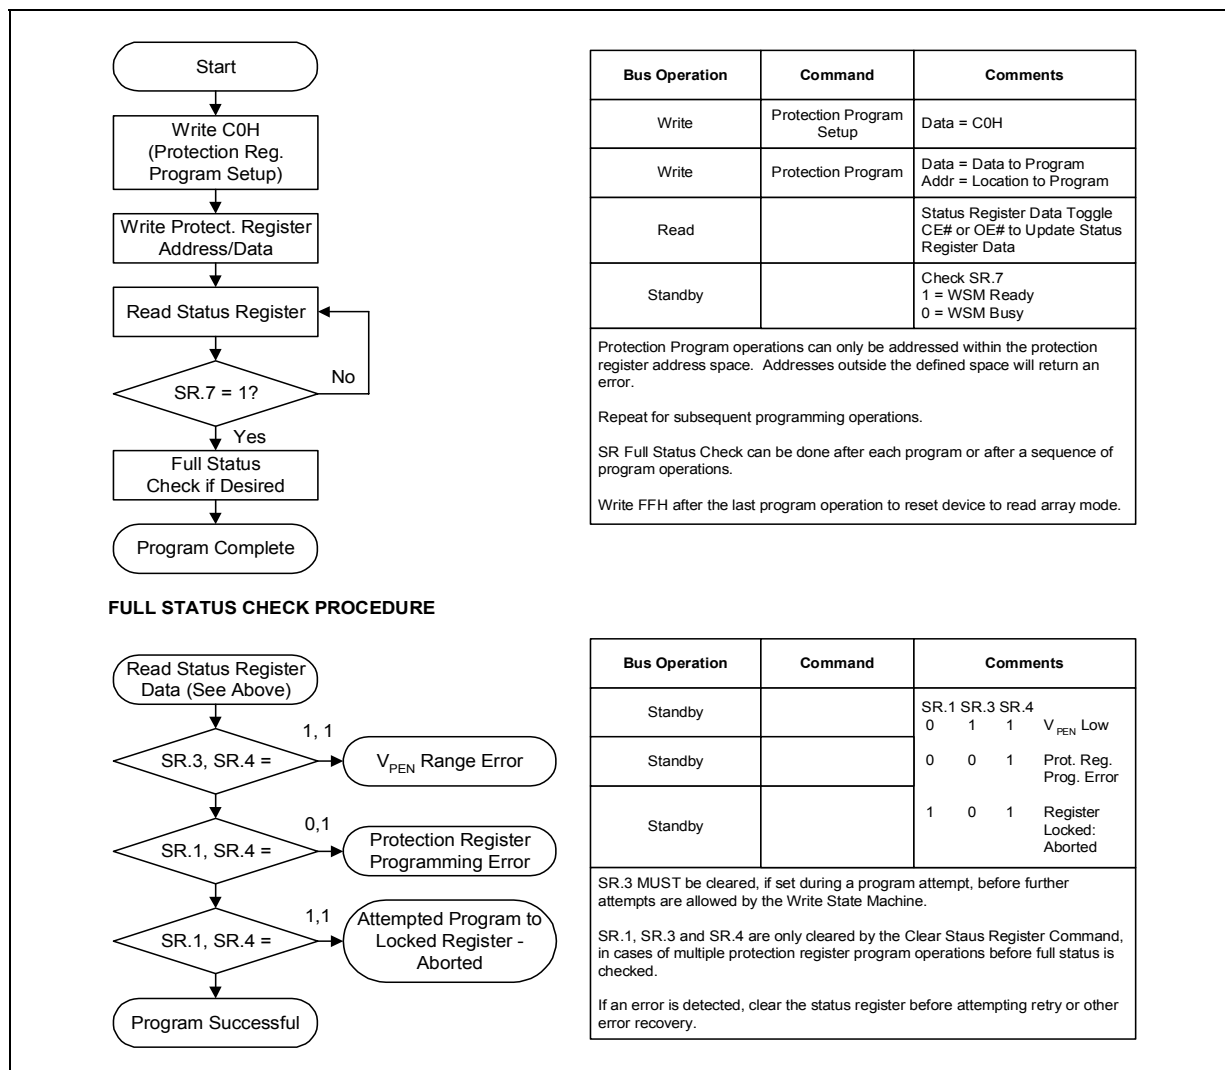 Start
Write C0H
(Protection Reg.
Program Setup)
Write Protect. Register
Address/Data
Read Status Register
No
SR.7 = 1?
Yes
Full Status
Check if Desired
Program Complete
Bus Operation Command Comments
Write Protection Program
Setup Data = C0H
Write Protection Program Data = Data to Program
Addr = Location to Program
Read Status Register Data Toggle
CE# or OE# to Update Status
Register Data
Standby Check SR.7
1 = WSM Ready
0 = WSM Busy
Protection Program operations can only be addressed within the protection
register address space. Addresses outside the defined space will return an
error.
Repeat for subsequent programming operations.
SR Full Status Check can be done after each program or after a sequence of
program operations.
Write FFH after the last program operation to reset device to read array mode.
FULL STATUS CHECK PROCEDURE
Read Status Register
Data (See Above)
1, 1
SR.3, SR.4 =
VPEN Range Error
0,1
SR.1, SR.4 =
Protection Register
Programming Error
1,1
SR.1, SR.4 =
Attempted Program to
Locked Register -
Aborted
Program Successful
Bus Operation Command Comments
Standby SR.1 SR.3 SR.4
0 1 1 VPEN Low
Standby 0 0 1 Prot. Reg.
Prog. Error
Standby 1 0 1 Register
Locked:
Aborted
SR.3 MUST be cleared, if set during a program attempt, before further
attempts are allowed by the Write State Machine.
SR.1, SR.3 and SR.4 are only cleared by the Clear Staus Register Command,
in cases of multiple protection register program operations before full status is
checked.
If an error is detected, clear the status register before attempting retry or other
error recovery.